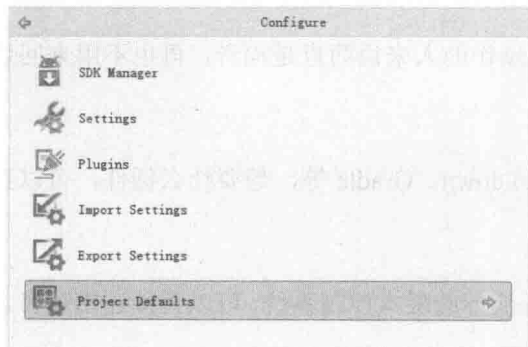 Configure
SDK Manager
Settings
Plugins
Import Settings
Export Settings
Project Defaults